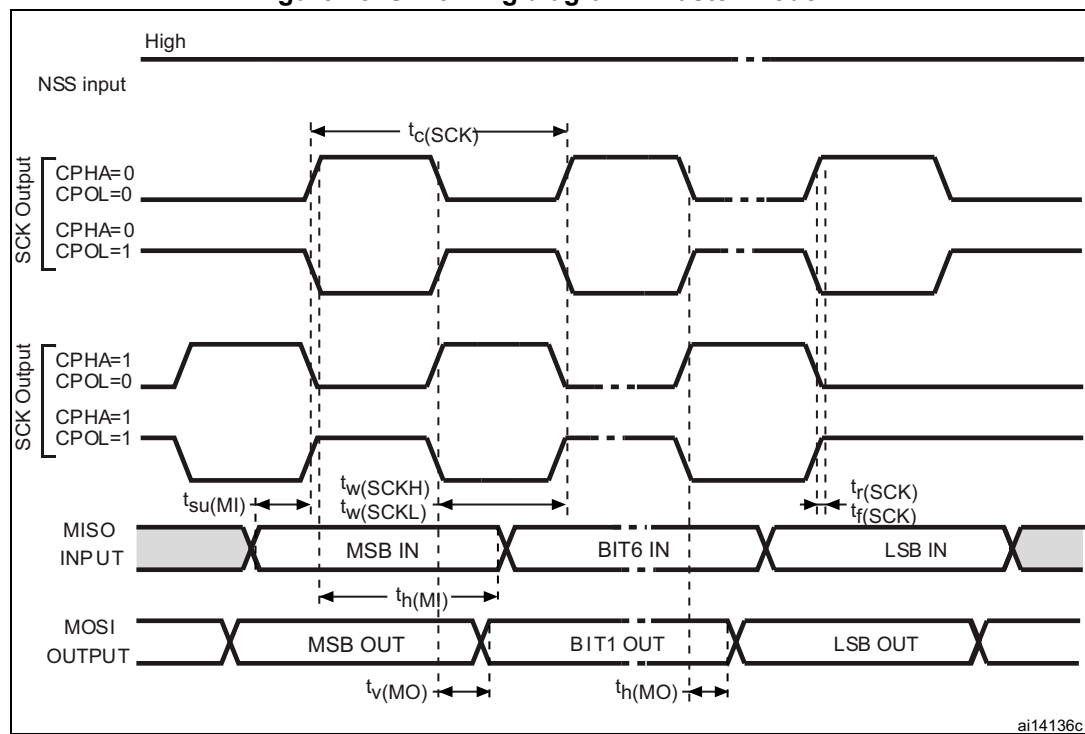 High
NSS input
tc(SCK)
SCK Output
CPHA=0
CPOL=0
CPHA=0
CPOL=1
SCK Output
CPHA=1
CPOL=0
CPHA=1
CPOL=1
tsu(MI)
tw(SCKH)
tw(SCKL)
tr(SCK)
tf(SCK)
MISO
INPUT
MSB IN
BIT6 IN
LSB IN
th(MI)
MOSI
OUTPUT
MSB OUT
BIT1 OUT
LSB OUT
tv(MO)
th(MO)
ai14136c